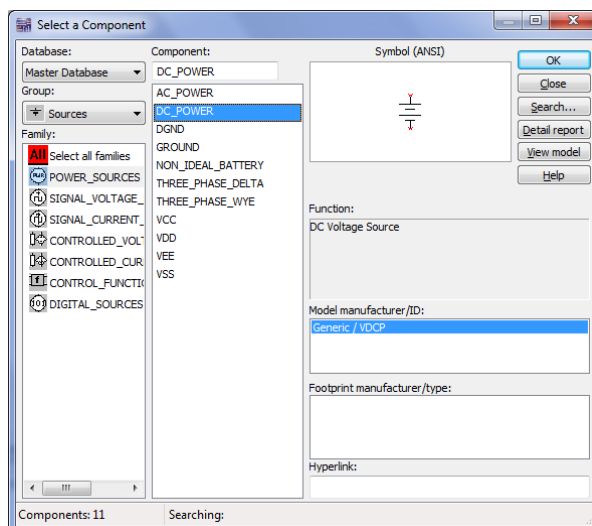 Select a Component
Database:
Master Database
Group:
Sources
Family:
All Select all families
POWER_SOURCES
SIGNAL_VOLTAGE_
SIGNAL_CURRENT_
CONTROLLED_VOL
CONTROLLED_CUR
CONTROL_FUNCTI
DIGITAL_SOURCES
Component:
DC_POWER
AC_POWER
DC_POWER
DGND
GROUND
NON_IDEAL_BATTERY
THREE_PHASE_DELTA
THREE_PHASE_WYE
VCC
VDD
VEE
VSS
Symbol (ANSI)
Function:
DC Voltage Source
Model manufacturer/ID:
Generic / VDCP
Footprint manufacturer/type:
Hyperlink:
OK
Close
Search...
Detail report
View model
Help
Components: 11
Searching: